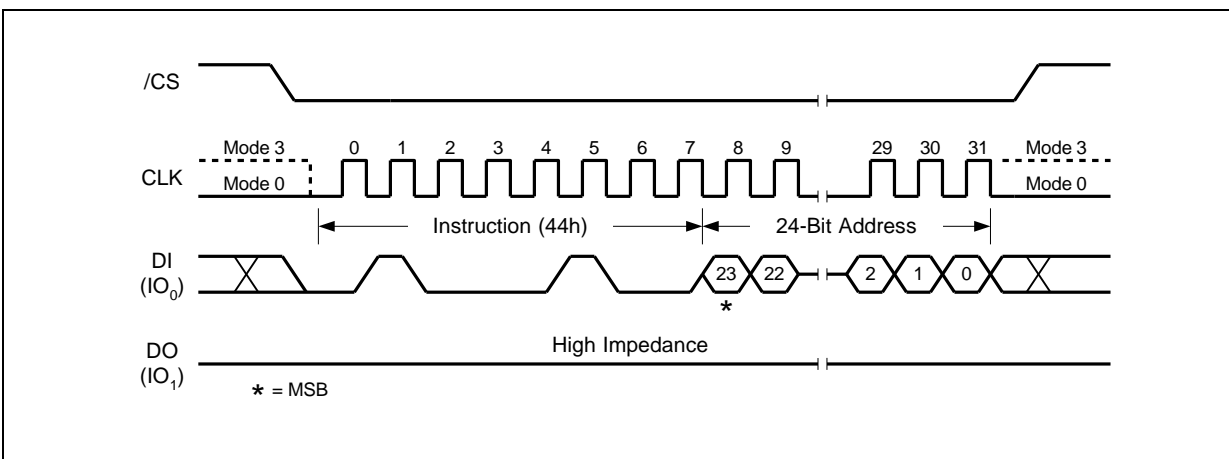 /CS
Mode 3
0 1 2 3 4 5 6 7 8 9 29 30 31
Mode 3
CLK
Mode 0
Mode 0
Instruction (44h)
24-Bit Address
DI
(IO0)
23 22 2 1 0
*
High Impedance
DO
(IO1)
* = MSB